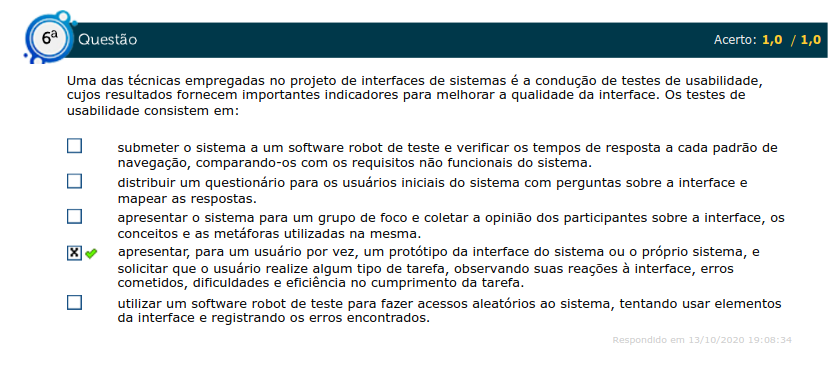 6ª Questão Acerto: 1,0 / 1,0
Uma das técnicas empregadas no projeto de interfaces de sistemas é a condução de testes de usabilidade,
cujos resultados fornecem importantes indicadores para melhorar a qualidade da interface. Os testes de
usabilidade consistem em:
submeter o sistema a um software robot de teste e verificar os tempos de resposta a cada padrão de
navegação, comparando-os com os requisitos não funcionais do sistema.
distribuir um questionário para os usuários iniciais do sistema com perguntas sobre a interface e
mapear as respostas.
apresentar o sistema para um grupo de foco e coletar a opinião dos participantes sobre a interface, os
conceitos e as metáforas utilizadas na mesma.
apresentar, para um usuário por vez, um protótipo da interface do sistema ou o próprio sistema, e
solicitar que o usuário realize algum tipo de tarefa, observando suas reações à interface, erros
cometidos, dificuldades e eficiência no cumprimento da tarefa.
utilizar um software robot de teste para fazer acessos aleatórios ao sistema, tentando usar elementos
da interface e registrando os erros encontrados.
Respondido em 13/10/2020 19:08:34